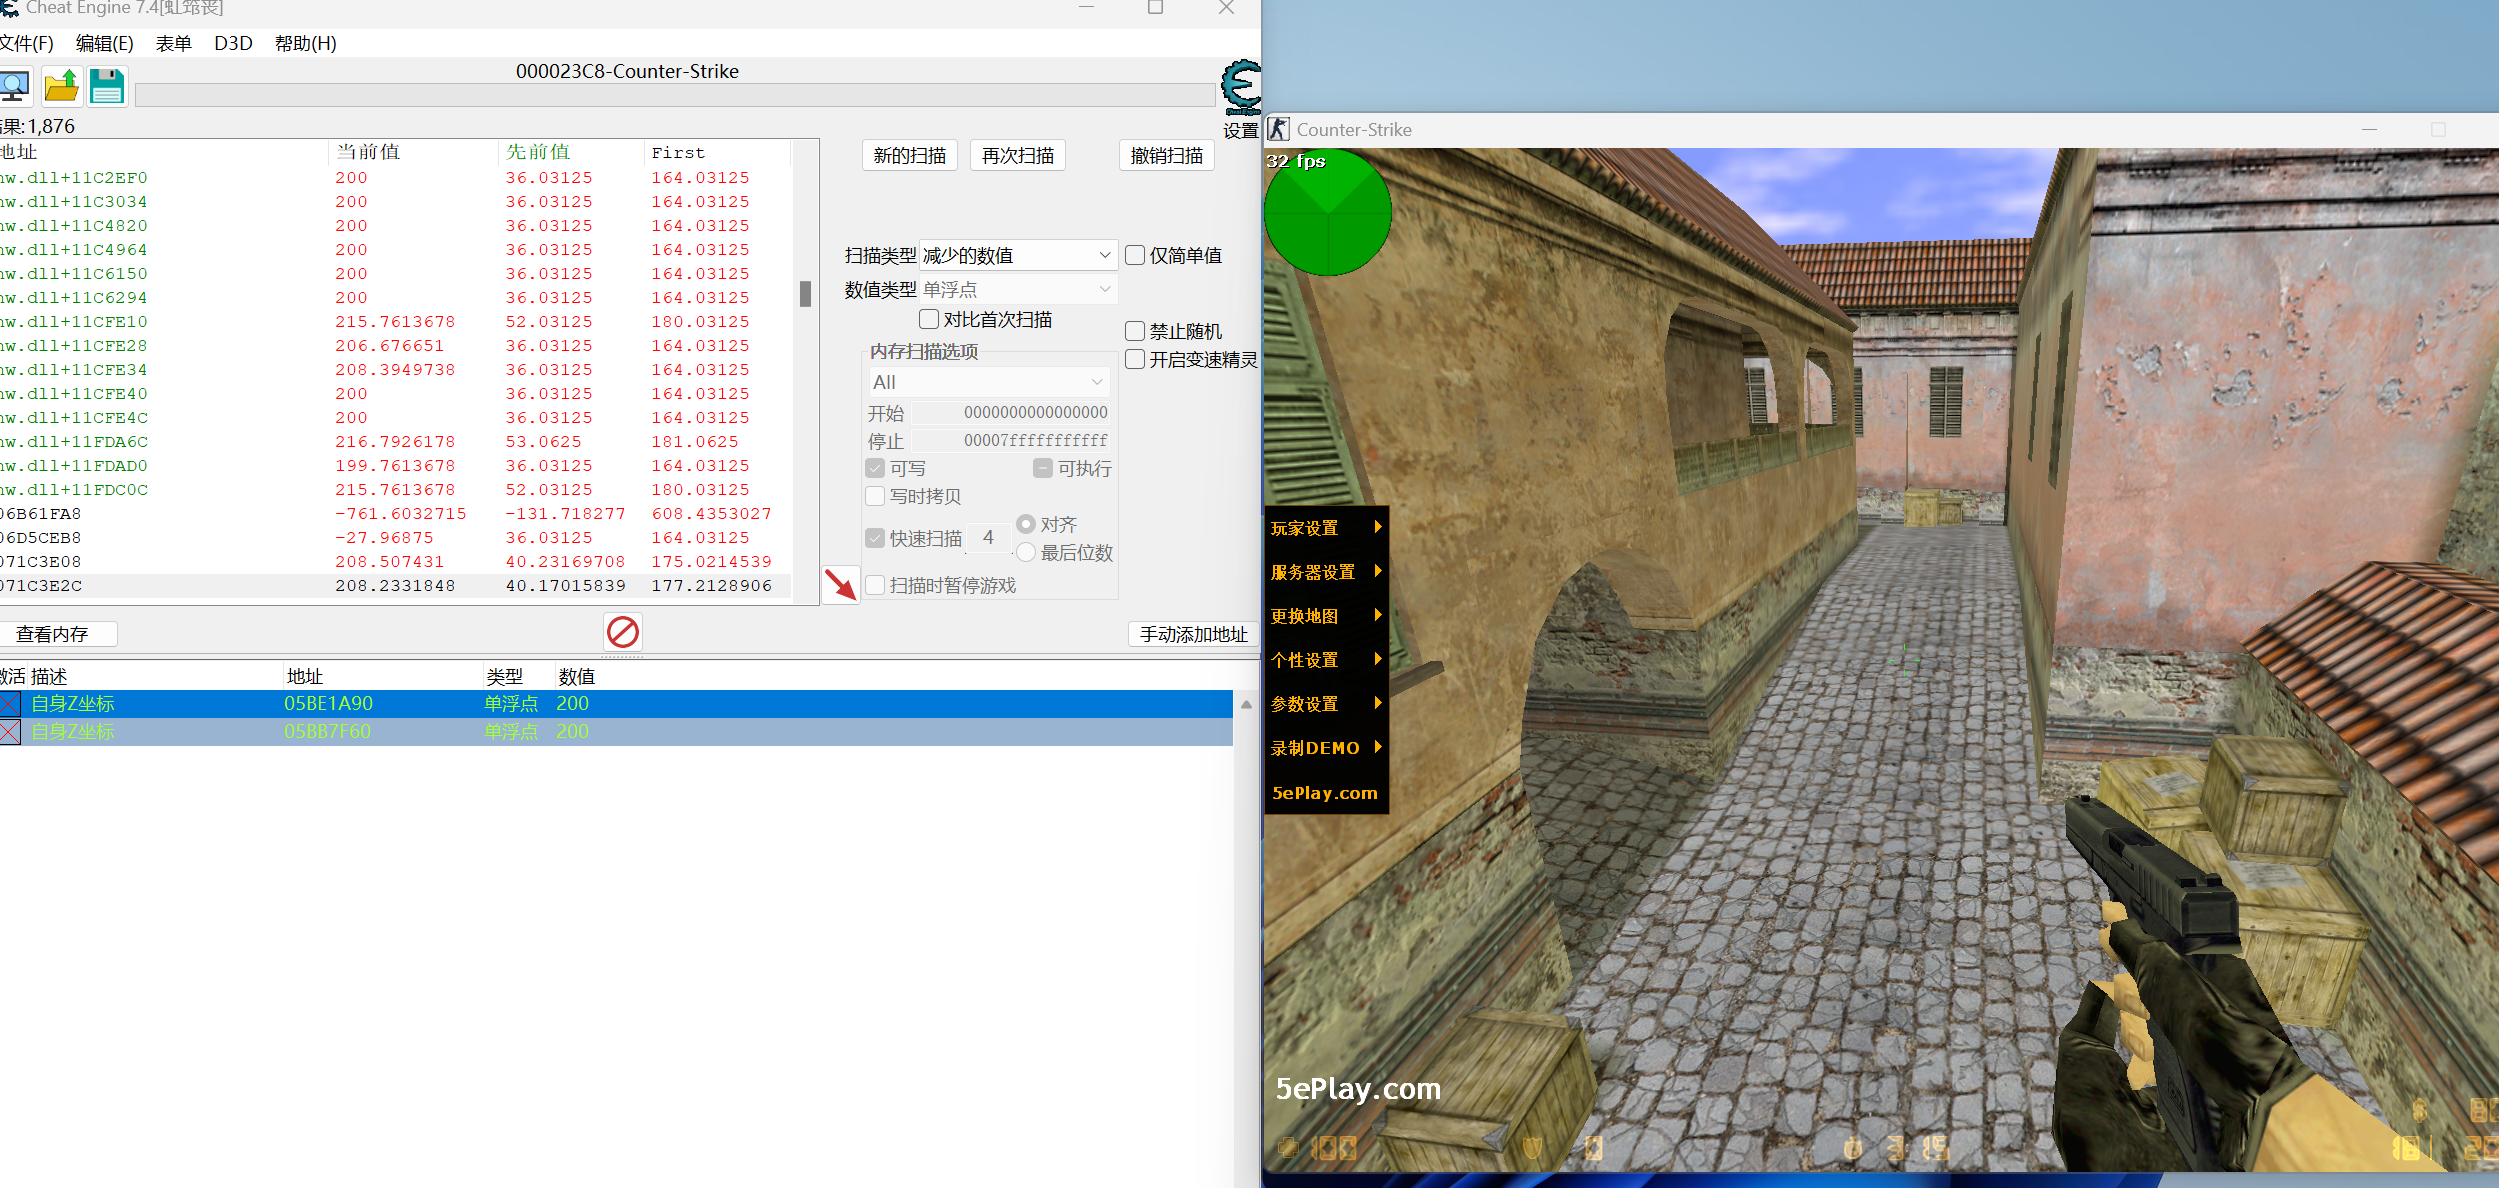 Cheat Engine 7.4
文件(F) 编辑(E) 表单 D3D 帮助(H)
000023C8-Counter-Strike
设置
果:1,876
地址 当前值 先前值 First
w.dll+11C2EF0 200 36.03125 164.03125
w.dll+11C3034 200 36.03125 164.03125
w.dll+11C4820 200 36.03125 164.03125
w.dll+11C4964 200 36.03125 164.03125
w.dll+11C6150 200 36.03125 164.03125
w.dll+11C6294 200 36.03125 164.03125
w.dll+11CFE10 215.7613678 52.03125 180.03125
w.dll+11CFE28 206.676651 36.03125 164.03125
w.dll+11CFE34 208.3949738 36.03125 164.03125
w.dll+11CFE40 200 36.03125 164.03125
w.dll+11CFE4C 200 36.03125 164.03125
w.dll+11FDA6C 216.7926178 53.0625 181.0625
w.dll+11FDAD0 199.7613678 36.03125 164.03125
w.dll+11FDC0C 215.7613678 52.03125 180.03125
06B61FA8 -761.6032715 -131.718277 608.4353027
06D5CEB8 -27.96875 36.03125 164.03125
071C3E08 208.507431 40.23169708 175.0214539
071C3E2C 208.2331848 40.17015839 177.2128906
新的扫描 再次扫描 撤销扫描
扫描类型 减少的数值 仅简单值
数值类型 单浮点
对比首次扫描
禁止随机
开启变速精灵
内存扫描选项
All
开始 0000000000000000
停止 00007fffffffffff
可写 可执行
写时拷贝
快速扫描 4 对齐
最后位数
扫描时暂停游戏
查看内存 手动添加地址
激活 描述 地址 类型 数值
自身Z坐标 05BE1A90 单浮点 200
自身Z坐标 05BB7F60 单浮点 200
Counter-Strike
32 fps
玩家设置
服务器设置
更换地图
个性设置
参数设置
录制DEMO
5ePlay.com
5ePlay.com
100 0 3:15